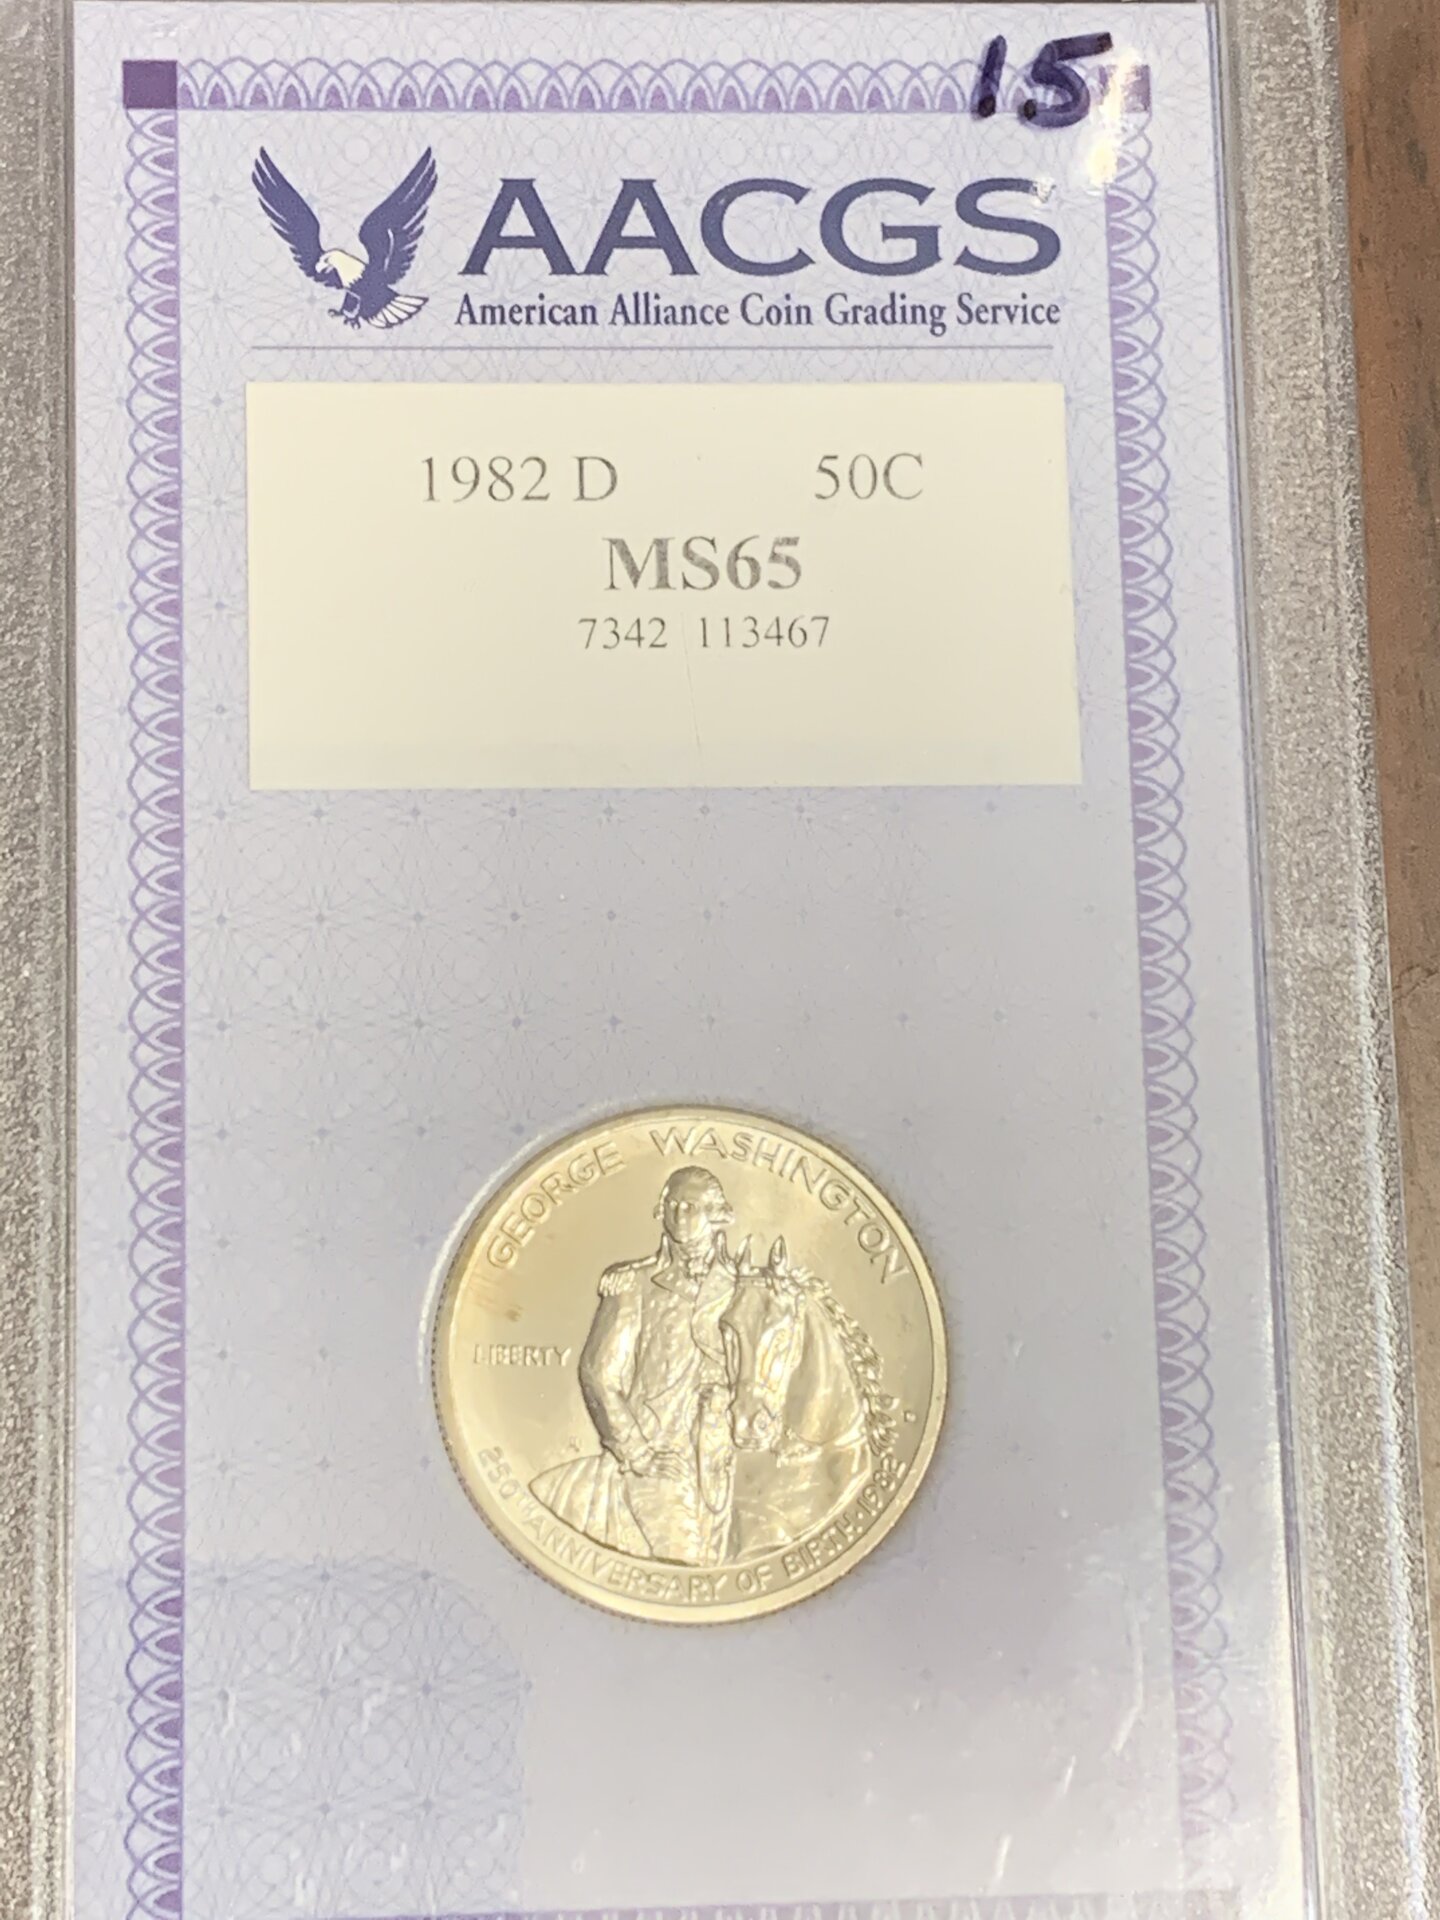 1.5
AACGS
American Alliance Coin Grading Service
1982 D 50C
MS65
7342 113467
GEORGE WASHINGTON
LIBERTY
D
250TH ANNIVERSARY OF BIRTH · 1982